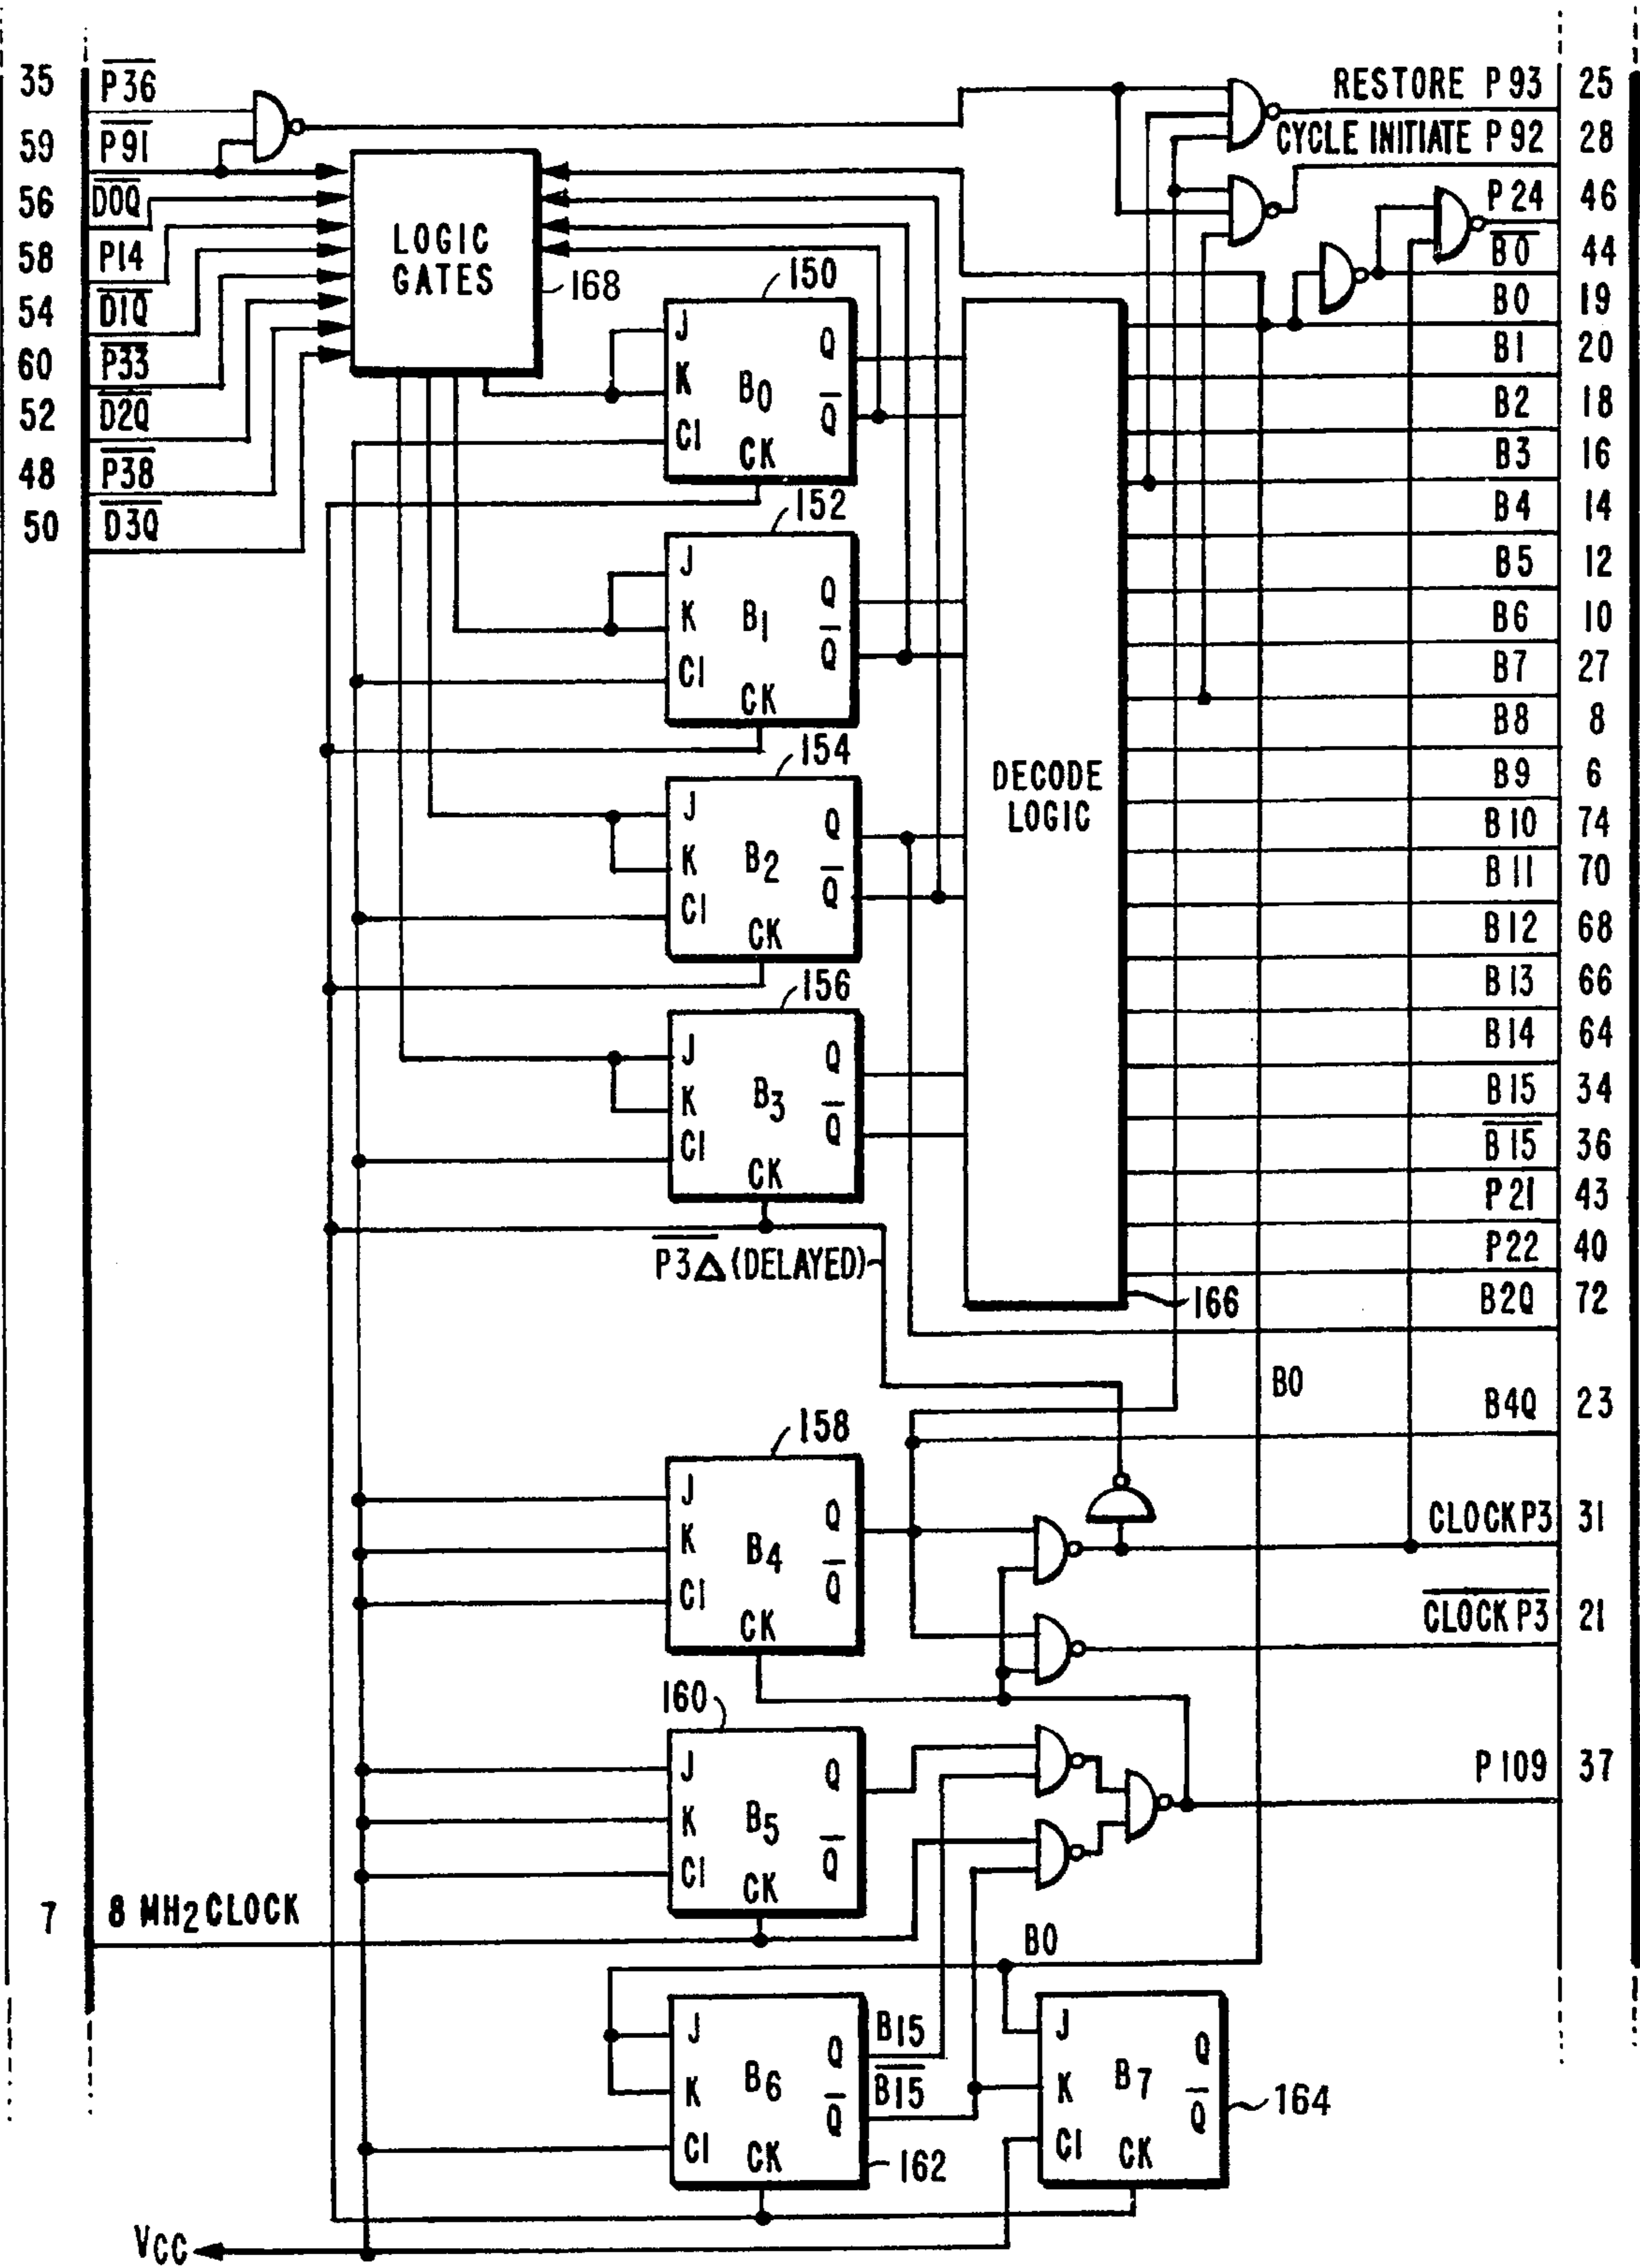 35 P36 RESTORE P93 25
59 P91 CYCLE INITIATE P92 28
56 D0Q P24 46
58 P14 B0 44
54 D1Q B0 19
60 P33 B1 20
52 D2Q B2 18
48 P38 B3 16
50 D3Q B4 14
B5 12
B6 10
B7 27
B8 8
B9 6
B10 74
B11 70
B12 68
B13 66
B14 64
B15 34
B15 36
P21 43
P22 40
B2Q 72
B4Q 23
CLOCK P3 31
CLOCK P3 21
P109 37
LOGIC
GATES
168
150
J
K
CI
B0
CK
Q
Q
152
J
K
CI
B1
CK
Q
Q
154
J
K
CI
B2
CK
Q
Q
156
J
K
CI
B3
CK
Q
Q
DECODE
LOGIC
166
P3△ (DELAYED)
B0
158
J
K
CI
B4
CK
Q
Q
160
J
K
CI
B5
CK
Q
Q
7 8 MH2 CLOCK
B0
J
K
CI
B6
CK
Q
Q
B15
B15
162
J
K
CI
B7
CK
Q
Q
164
VCC